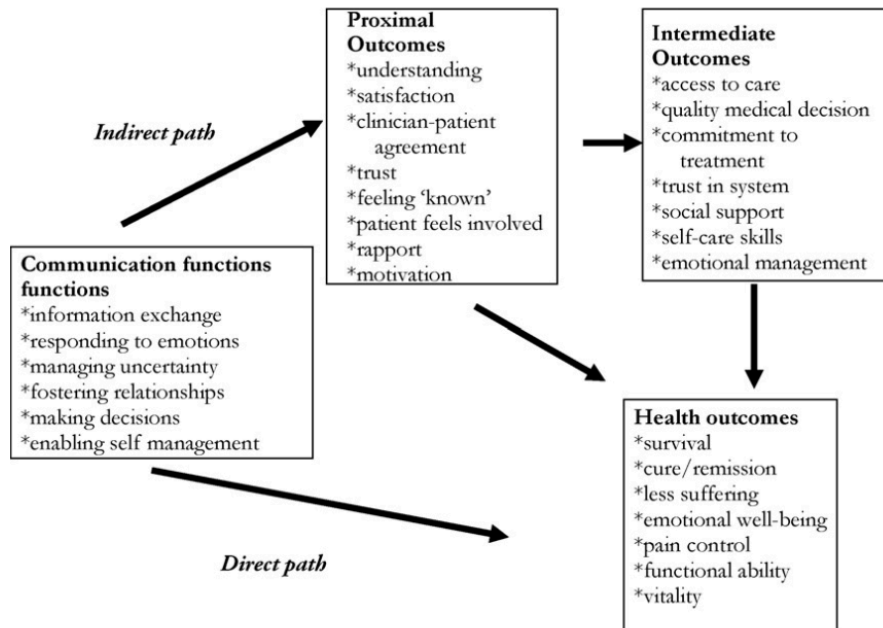 Proximal
Outcomes
*understanding
*satisfaction
*clinician-patient
agreement
*trust
*feeling ‘known’
*patient feels involved
*rapport
*motivation
Intermediate
Outcomes
*access to care
*quality medical decision
*commitment to
treatment
*trust in system
*social support
*self-care skills
*emotional management
Indirect path
Communication functions
functions
*information exchange
*responding to emotions
*managing uncertainty
*fostering relationships
*making decisions
*enabling self management
Health outcomes
*survival
*cure/remission
*less suffering
*emotional well-being
*pain control
*functional ability
*vitality
Direct path